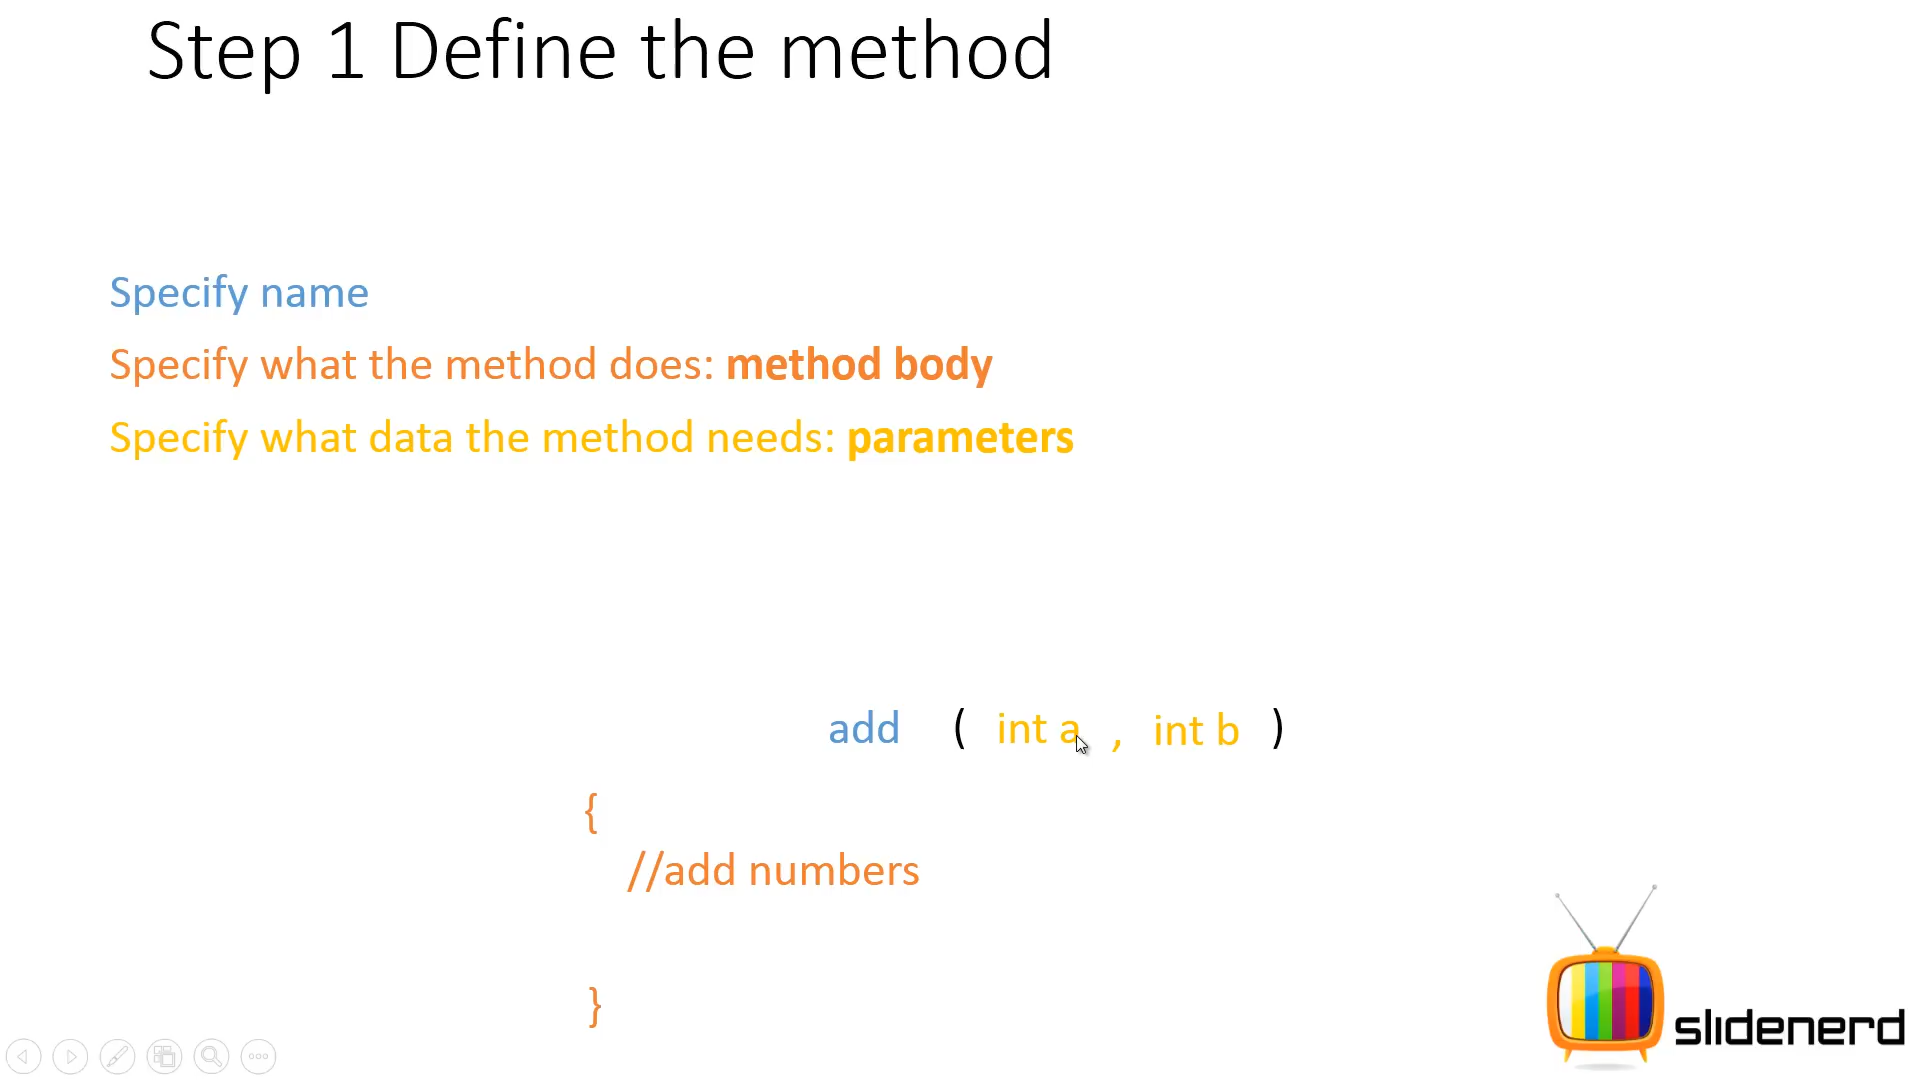 Step 1 Define the method
Specify name
Specify what the method does: method body
Specify what data the method needs: parameters
add ( int a , int b )
{
//add numbers
}
slidenerd